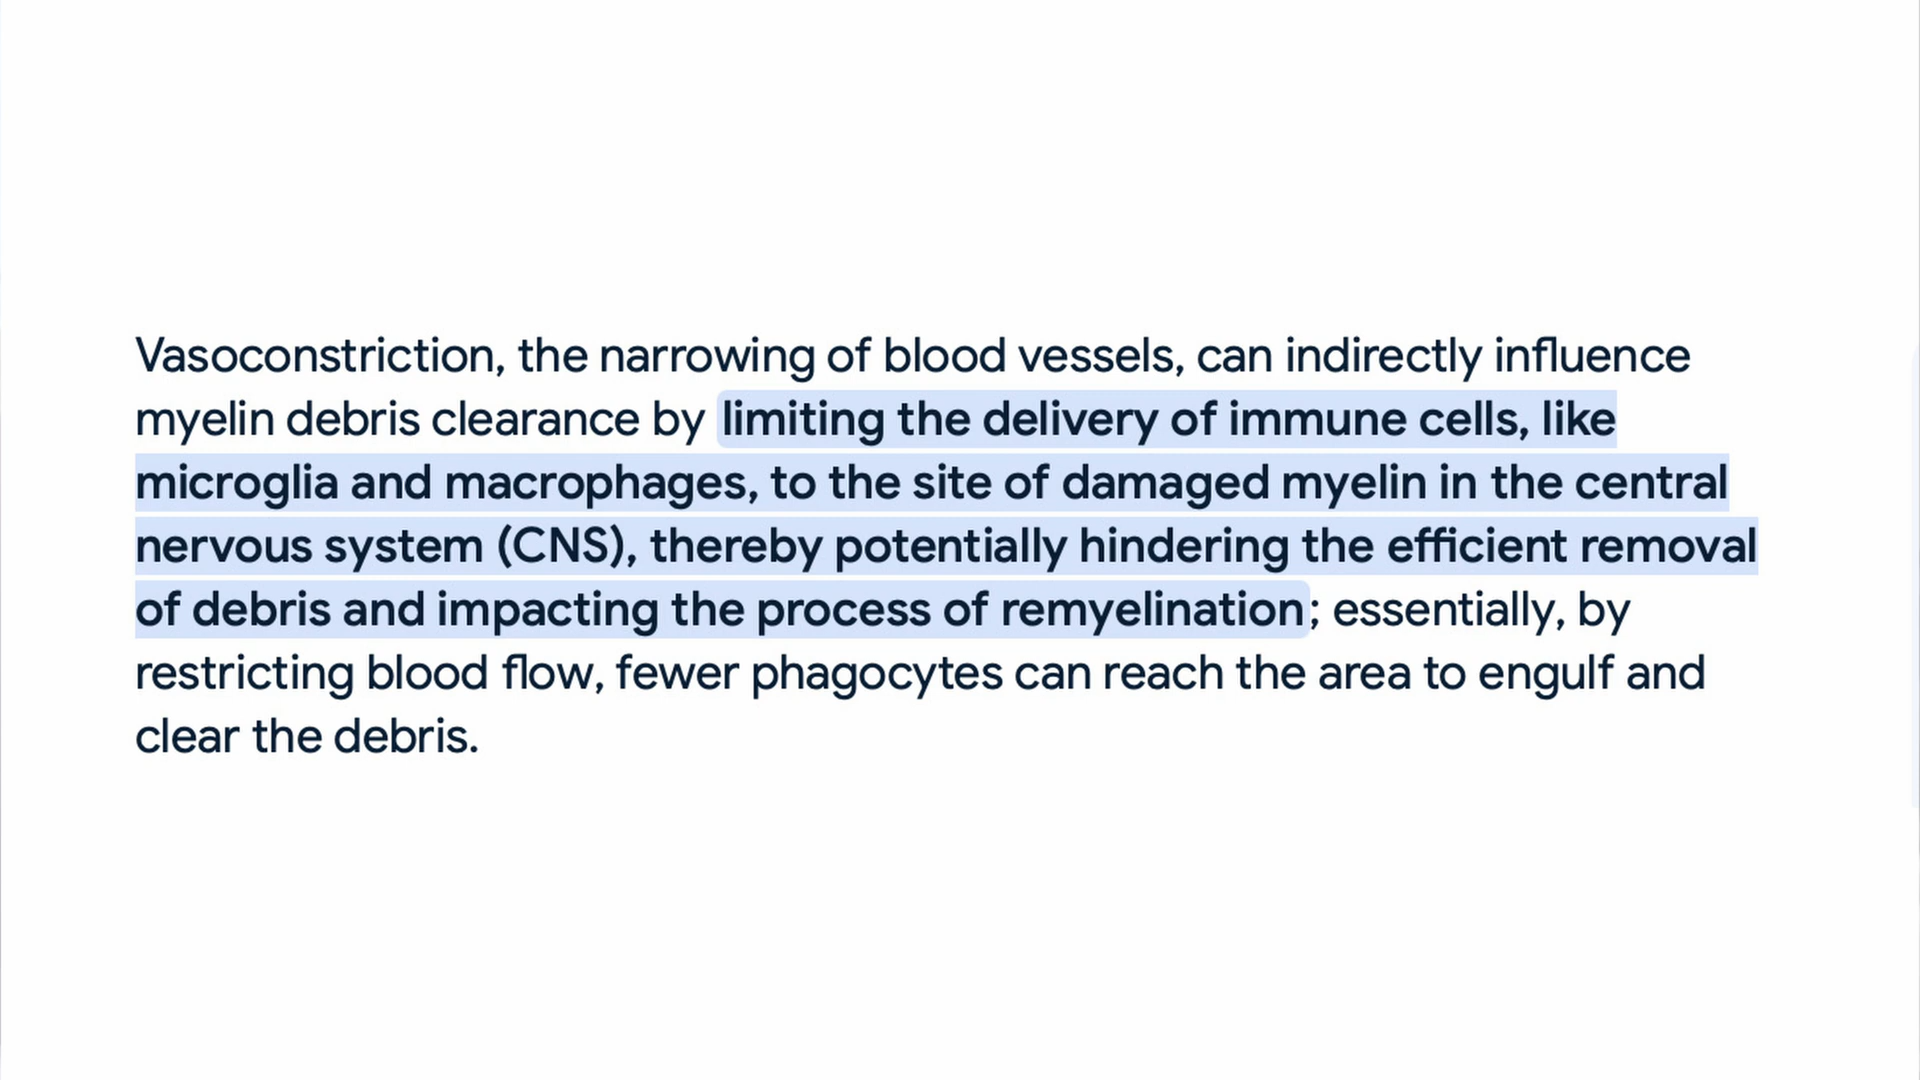 Vasoconstriction, the narrowing of blood vessels, can indirectly influence
myelin debris clearance by limiting the delivery of immune cells, like
microglia and macrophages, to the site of damaged myelin in the central
nervous system (CNS), thereby potentially hindering the efficient removal
of debris and impacting the process of remyelination; essentially, by
restricting blood flow, fewer phagocytes can reach the area to engulf and
clear the debris.